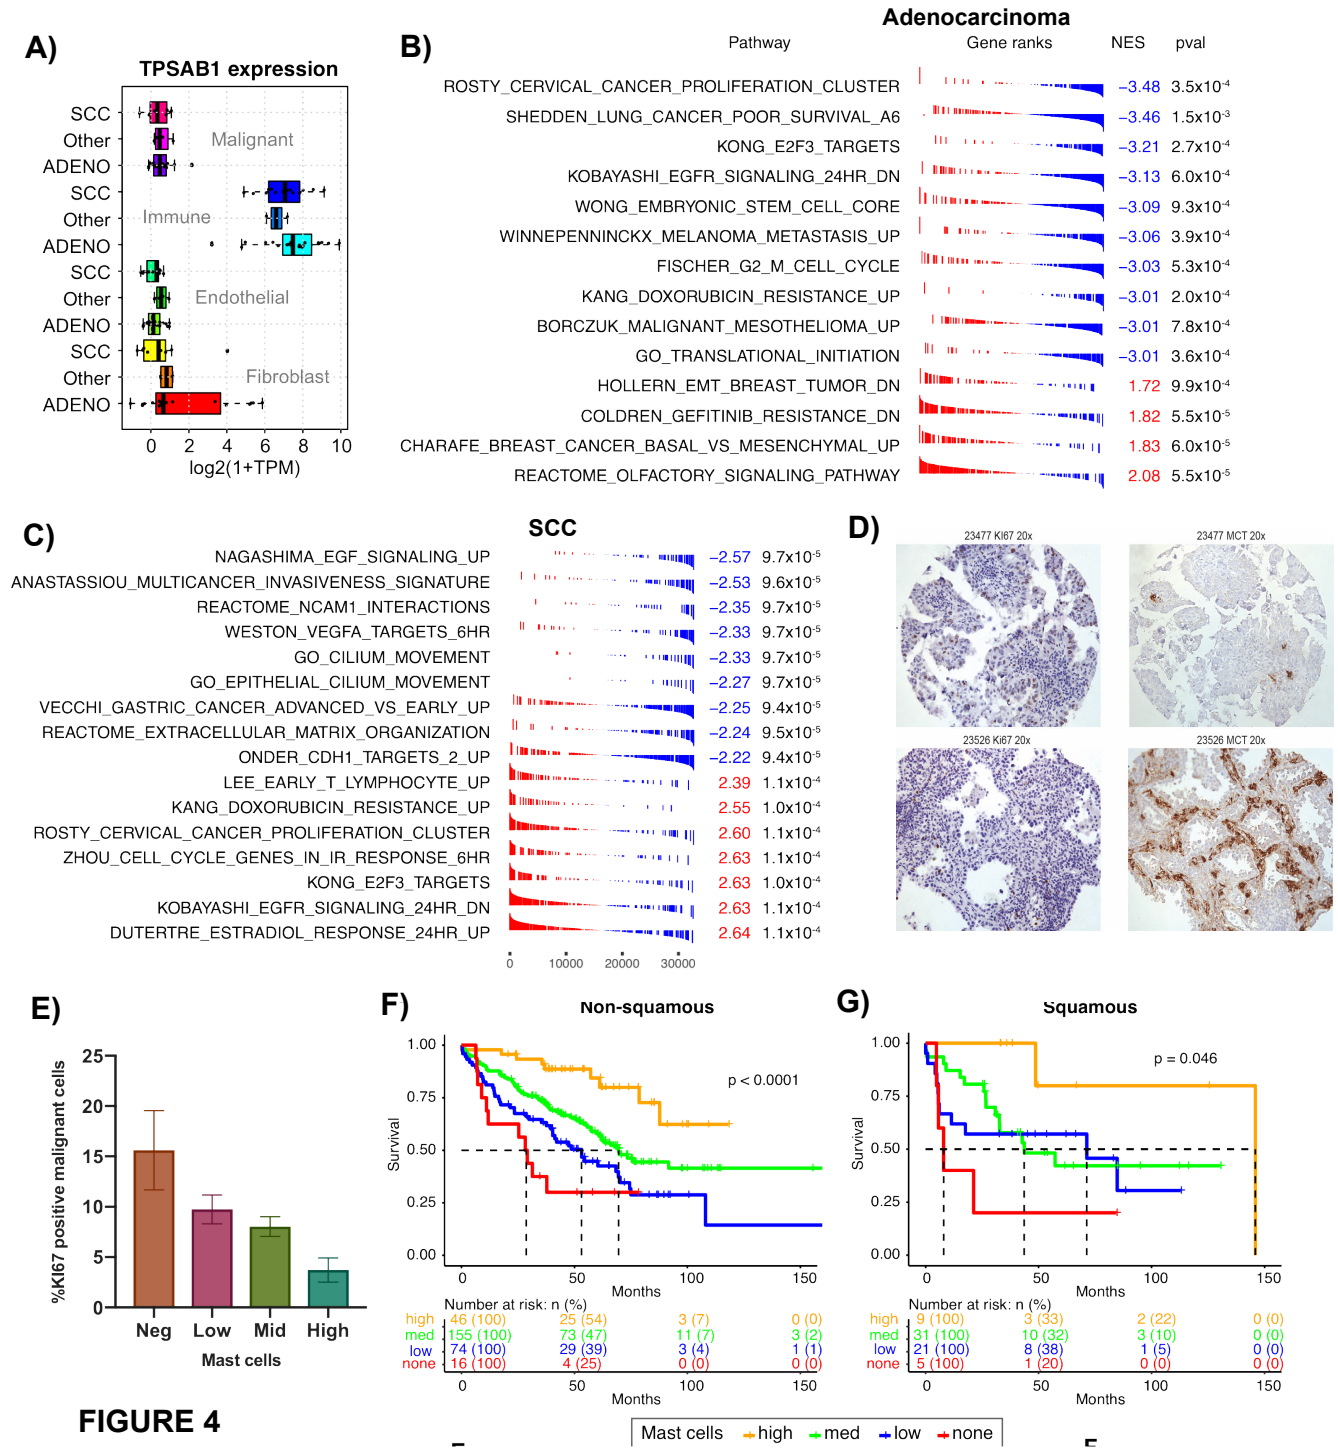 A)
TPSAB1 expression
SCC
Other
ADENO
Malignant
SCC
Other
ADENO
Immune
SCC
Other
ADENO
Endothelial
SCC
Other
ADENO
Fibroblast
0 2 4 6 8 10
log2(1+TPM)
B)
Adenocarcinoma
Pathway Gene ranks NES pval
ROSTY_CERVICAL_CANCER_PROLIFERATION_CLUSTER −3.48 3.5x10-4
SHEDDEN_LUNG_CANCER_POOR_SURVIVAL_A6 −3.46 1.5x10-3
KONG_E2F3_TARGETS −3.21 2.7x10-4
KOBAYASHI_EGFR_SIGNALING_24HR_DN −3.13 6.0x10-4
WONG_EMBRYONIC_STEM_CELL_CORE −3.09 9.3x10-4
WINNEPENNINCKX_MELANOMA_METASTASIS_UP −3.06 3.9x10-4
FISCHER_G2_M_CELL_CYCLE −3.03 5.3x10-4
KANG_DOXORUBICIN_RESISTANCE_UP −3.01 2.0x10-4
BORCZUK_MALIGNANT_MESOTHELIOMA_UP −3.01 7.8x10-4
GO_TRANSLATIONAL_INITIATION −3.01 3.6x10-4
HOLLERN_EMT_BREAST_TUMOR_DN 1.72 9.9x10-4
COLDREN_GEFITINIB_RESISTANCE_DN 1.82 5.5x10-5
CHARAFE_BREAST_CANCER_BASAL_VS_MESENCHYMAL_UP 1.83 6.0x10-5
REACTOME_OLFACTORY_SIGNALING_PATHWAY 2.08 5.5x10-5
C)
SCC
NAGASHIMA_EGF_SIGNALING_UP −2.57 9.7x10-5
ANASTASSIOU_MULTICANCER_INVASIVENESS_SIGNATURE −2.53 9.6x10-5
REACTOME_NCAM1_INTERACTIONS −2.35 9.7x10-5
WESTON_VEGFA_TARGETS_6HR −2.33 9.7x10-5
GO_CILIUM_MOVEMENT −2.33 9.7x10-5
GO_EPITHELIAL_CILIUM_MOVEMENT −2.27 9.7x10-5
VECCHI_GASTRIC_CANCER_ADVANCED_VS_EARLY_UP −2.25 9.4x10-5
REACTOME_EXTRACELLULAR_MATRIX_ORGANIZATION −2.24 9.5x10-5
ONDER_CDH1_TARGETS_2_UP −2.22 9.4x10-5
LEE_EARLY_T_LYMPHOCYTE_UP 2.39 1.1x10-4
KANG_DOXORUBICIN_RESISTANCE_UP 2.55 1.0x10-4
ROSTY_CERVICAL_CANCER_PROLIFERATION_CLUSTER 2.60 1.1x10-4
ZHOU_CELL_CYCLE_GENES_IN_IR_RESPONSE_6HR 2.63 1.1x10-4
KONG_E2F3_TARGETS 2.63 1.0x10-4
KOBAYASHI_EGFR_SIGNALING_24HR_DN 2.63 1.1x10-4
DUTERTRE_ESTRADIOL_RESPONSE_24HR_UP 2.64 1.1x10-4
0 10000 20000 30000
D)
23477 KI67 20x
23477 MCT 20x
23526 Ki67 20x
23526 MCT 20x
E)
%KI67 positive malignant cells
25
20
15
10
5
0
Neg Low Mid High
Mast cells
F)
Non-squamous
Survival
1.00
0.75
0.50
0.25
0.00
p < 0.0001
0 50 100 150
Months
Number at risk: n (%)
high 46 (100) 25 (54) 3 (7) 0 (0)
med 155 (100) 73 (47) 11 (7) 3 (2)
low 74 (100) 29 (39) 3 (4) 1 (1)
none 16 (100) 4 (25) 0 (0) 0 (0)
0 50 100 150
Months
G)
Squamous
Survival
1.00
0.75
0.50
0.25
0.00
p = 0.046
0 50 100 150
Months
Number at risk: n (%)
high 9 (100) 3 (33) 2 (22) 0 (0)
med 31 (100) 10 (32) 3 (10) 0 (0)
low 21 (100) 8 (38) 1 (5) 0 (0)
none 5 (100) 1 (20) 0 (0) 0 (0)
0 50 100 150
Months
FIGURE 4
Mast cells high med low none